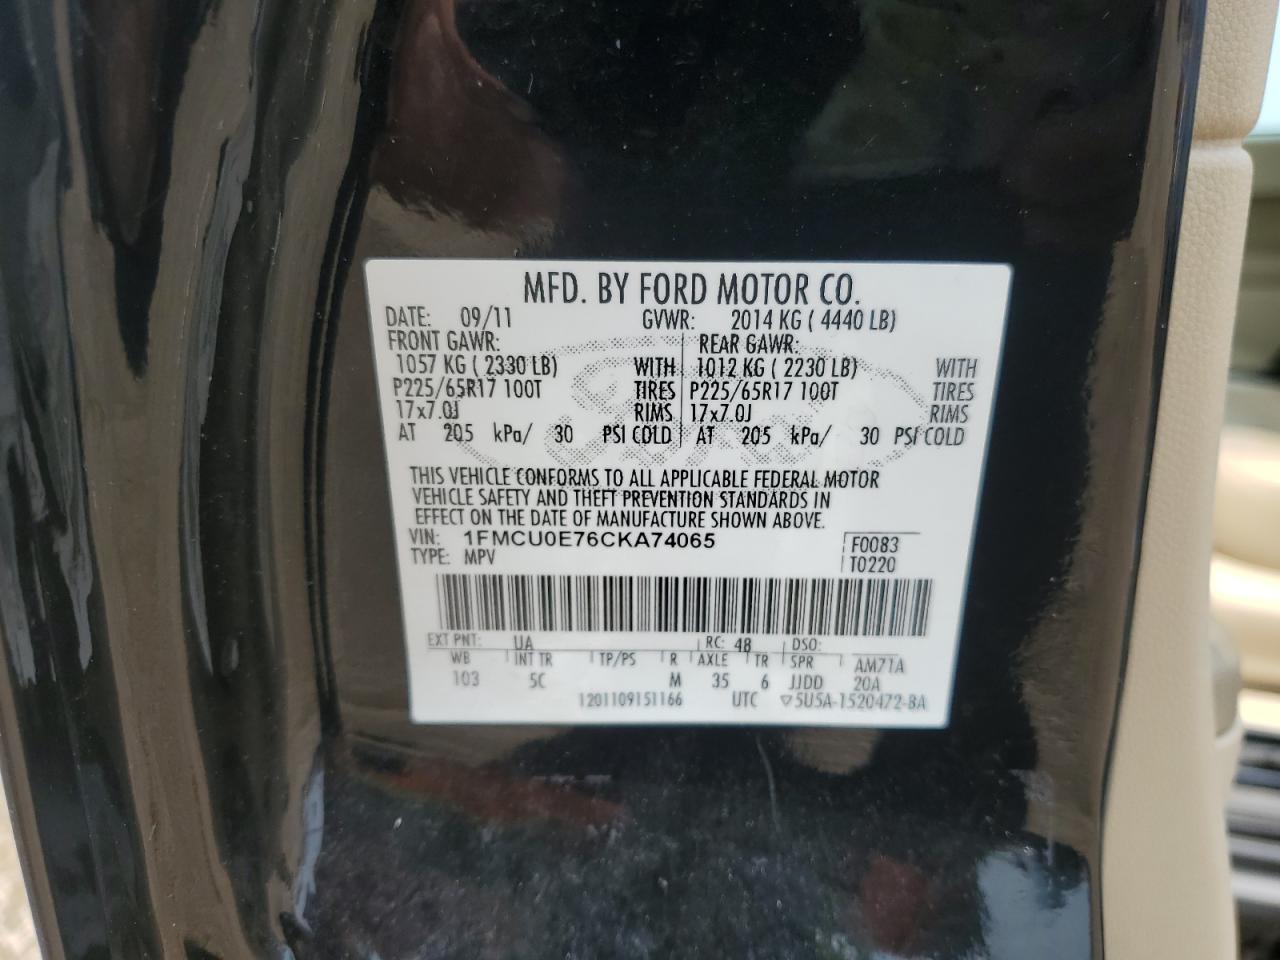 MFD. BY FORD MOTOR CO.
DATE: 09/11 GVWR: 2014 KG ( 4440 LB)
FRONT GAWR: REAR GAWR:
1057 KG ( 2330 LB) WITH 1012 KG ( 2230 LB) WITH
P225/65R17 100T TIRES P225/65R17 100T TIRES
17x7.0J RIMS 17x7.0J RIMS
AT 205 kPa/ 30 PSI COLD AT 205 kPa/ 30 PSI COLD
THIS VEHICLE CONFORMS TO ALL APPLICABLE FEDERAL MOTOR
VEHICLE SAFETY AND THEFT PREVENTION STANDARDS IN
EFFECT ON THE DATE OF MANUFACTURE SHOWN ABOVE.
VIN: 1FMCU0E76CKA74065 F0083
TYPE: MPV T0220
EXT PNT: UA RC: 48 DSO:
WB INT TR TP/PS R AXLE TR SPR AM71A
103 5C M 35 6 JJDD 20A
1201109151166 UTC ▽5U5A-1520472-BA